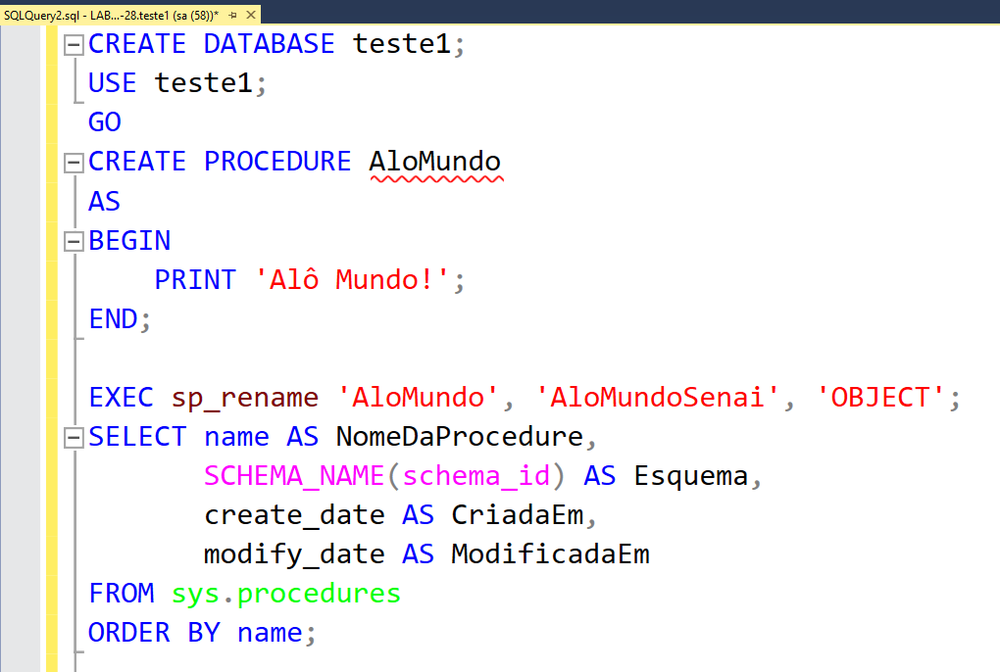 SQLQuery2.sql - LAB...-28.teste1 (sa (58))*
CREATE DATABASE teste1;
USE teste1;
GO
CREATE PROCEDURE AloMundo
AS
BEGIN
    PRINT 'Alô Mundo!';
END;

EXEC sp_rename 'AloMundo', 'AloMundoSenai', 'OBJECT';
SELECT name AS NomeDaProcedure,
       SCHEMA_NAME(schema_id) AS Esquema,
       create_date AS CriadaEm,
       modify_date AS ModificadaEm
FROM sys.procedures
ORDER BY name;